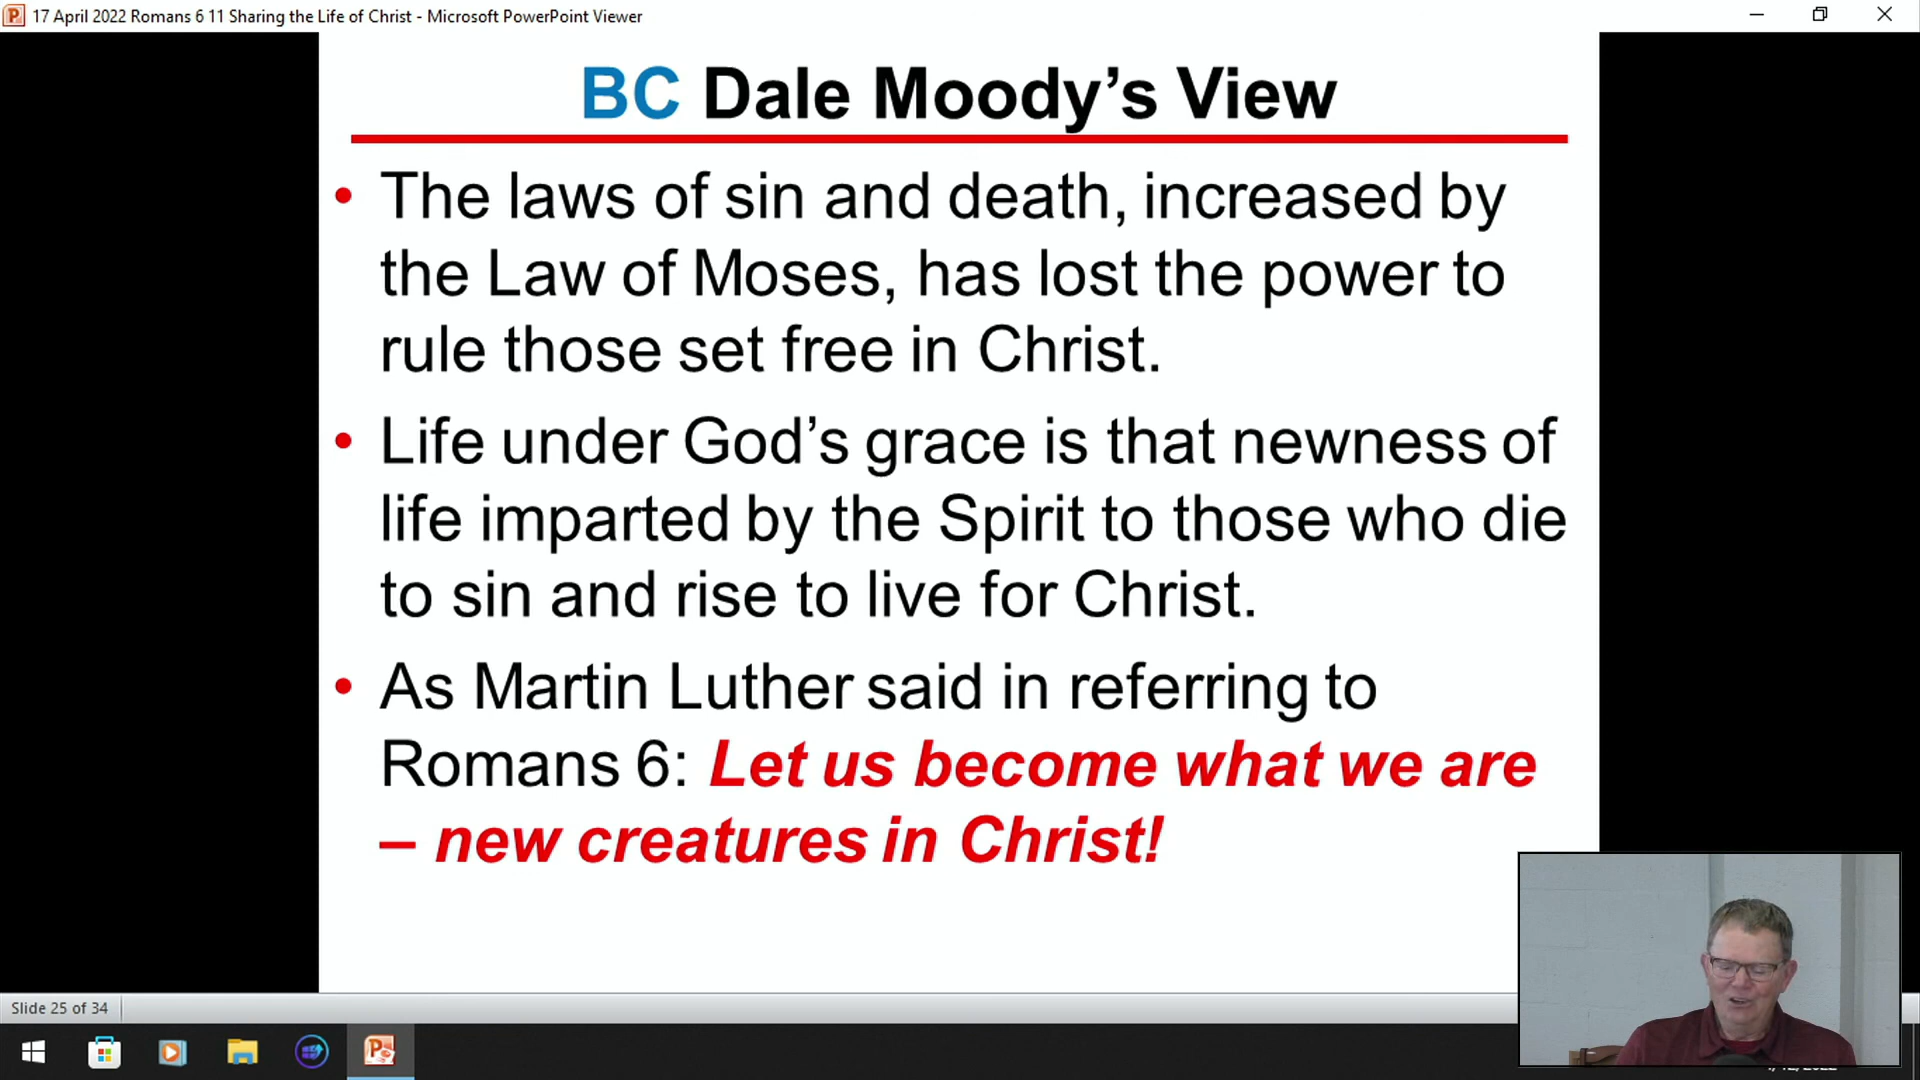 17 April 2022 Romans 6 11 Sharing the Life of Christ - Microsoft PowerPoint Viewer
BC Dale Moody’s View
• The laws of sin and death, increased by
the Law of Moses, has lost the power to
rule those set free in Christ.
• Life under God’s grace is that newness of
life imparted by the Spirit to those who die
to sin and rise to live for Christ.
• As Martin Luther said in referring to
Romans 6: Let us become what we are
– new creatures in Christ!
Slide 25 of 34